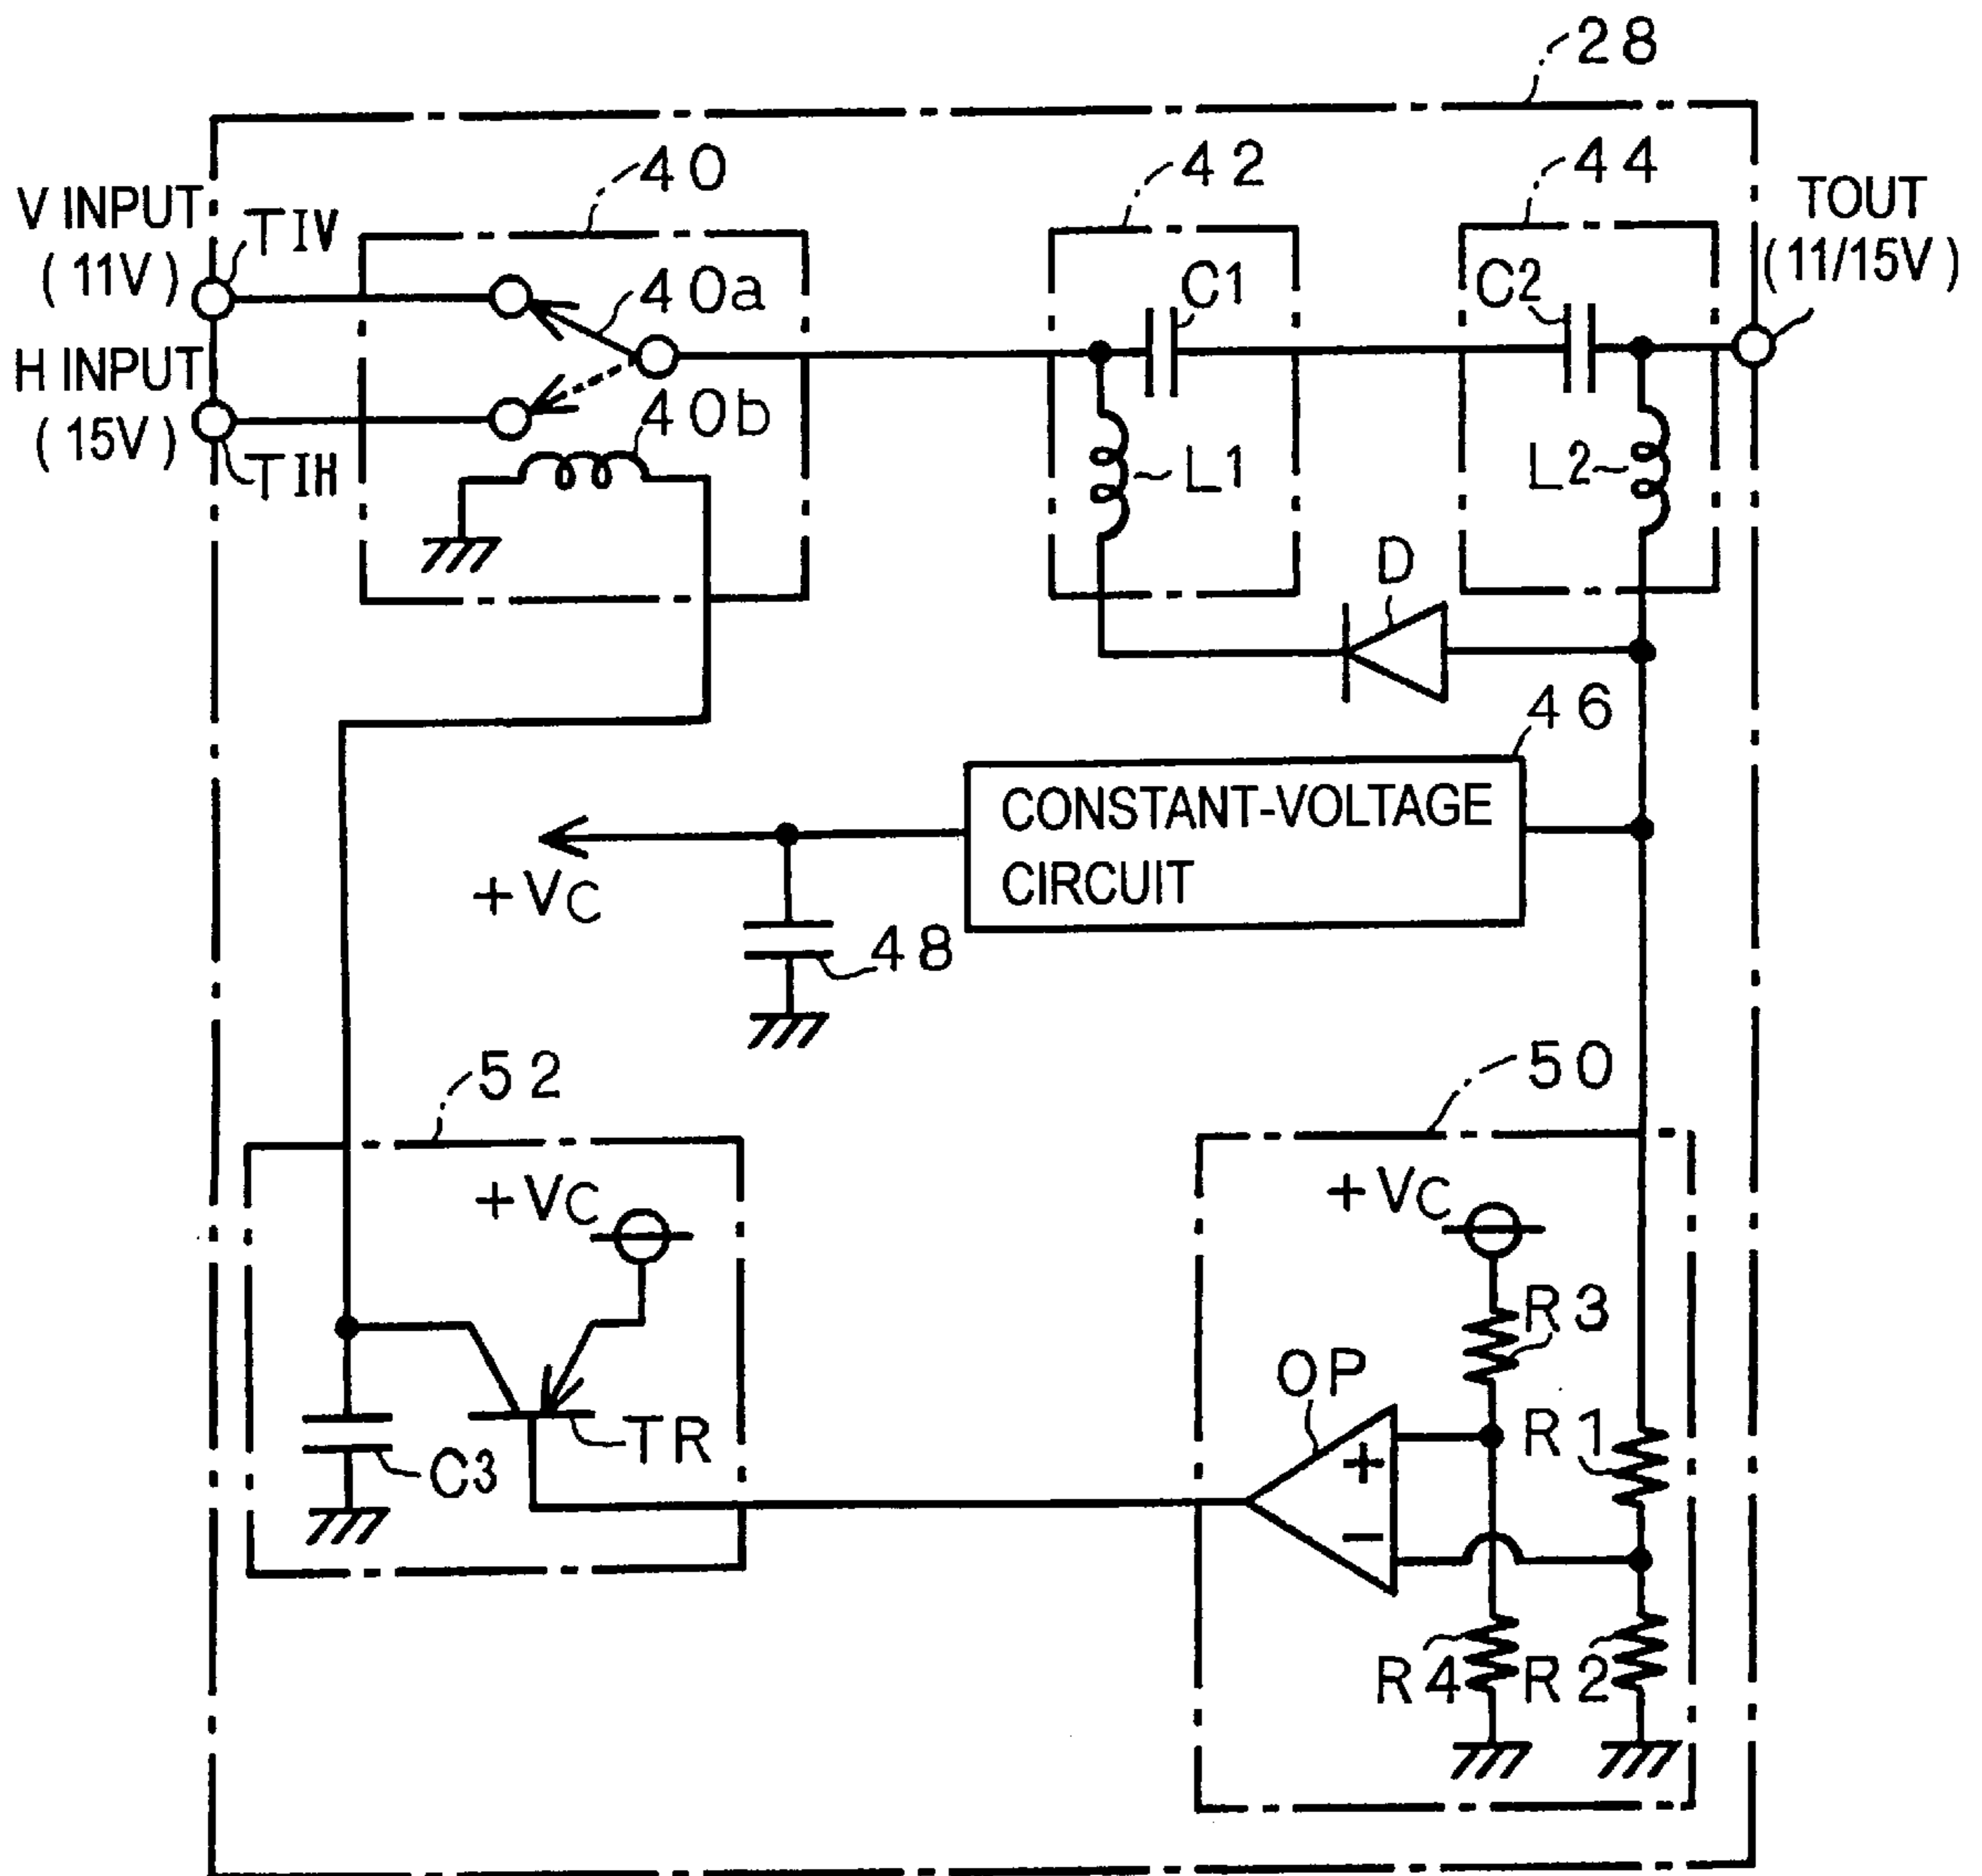 28
40
42
44
V INPUT
(11V)
TIV
TOUT
(11/15V)
40a
C1
C2
H INPUT
(15V)
TIH
40b
L1
L2
D
46
CONSTANT-VOLTAGE
CIRCUIT
+VC
48
52
50
+VC
+VC
R3
OP
R1
TR
C3
+
−
R4
R2